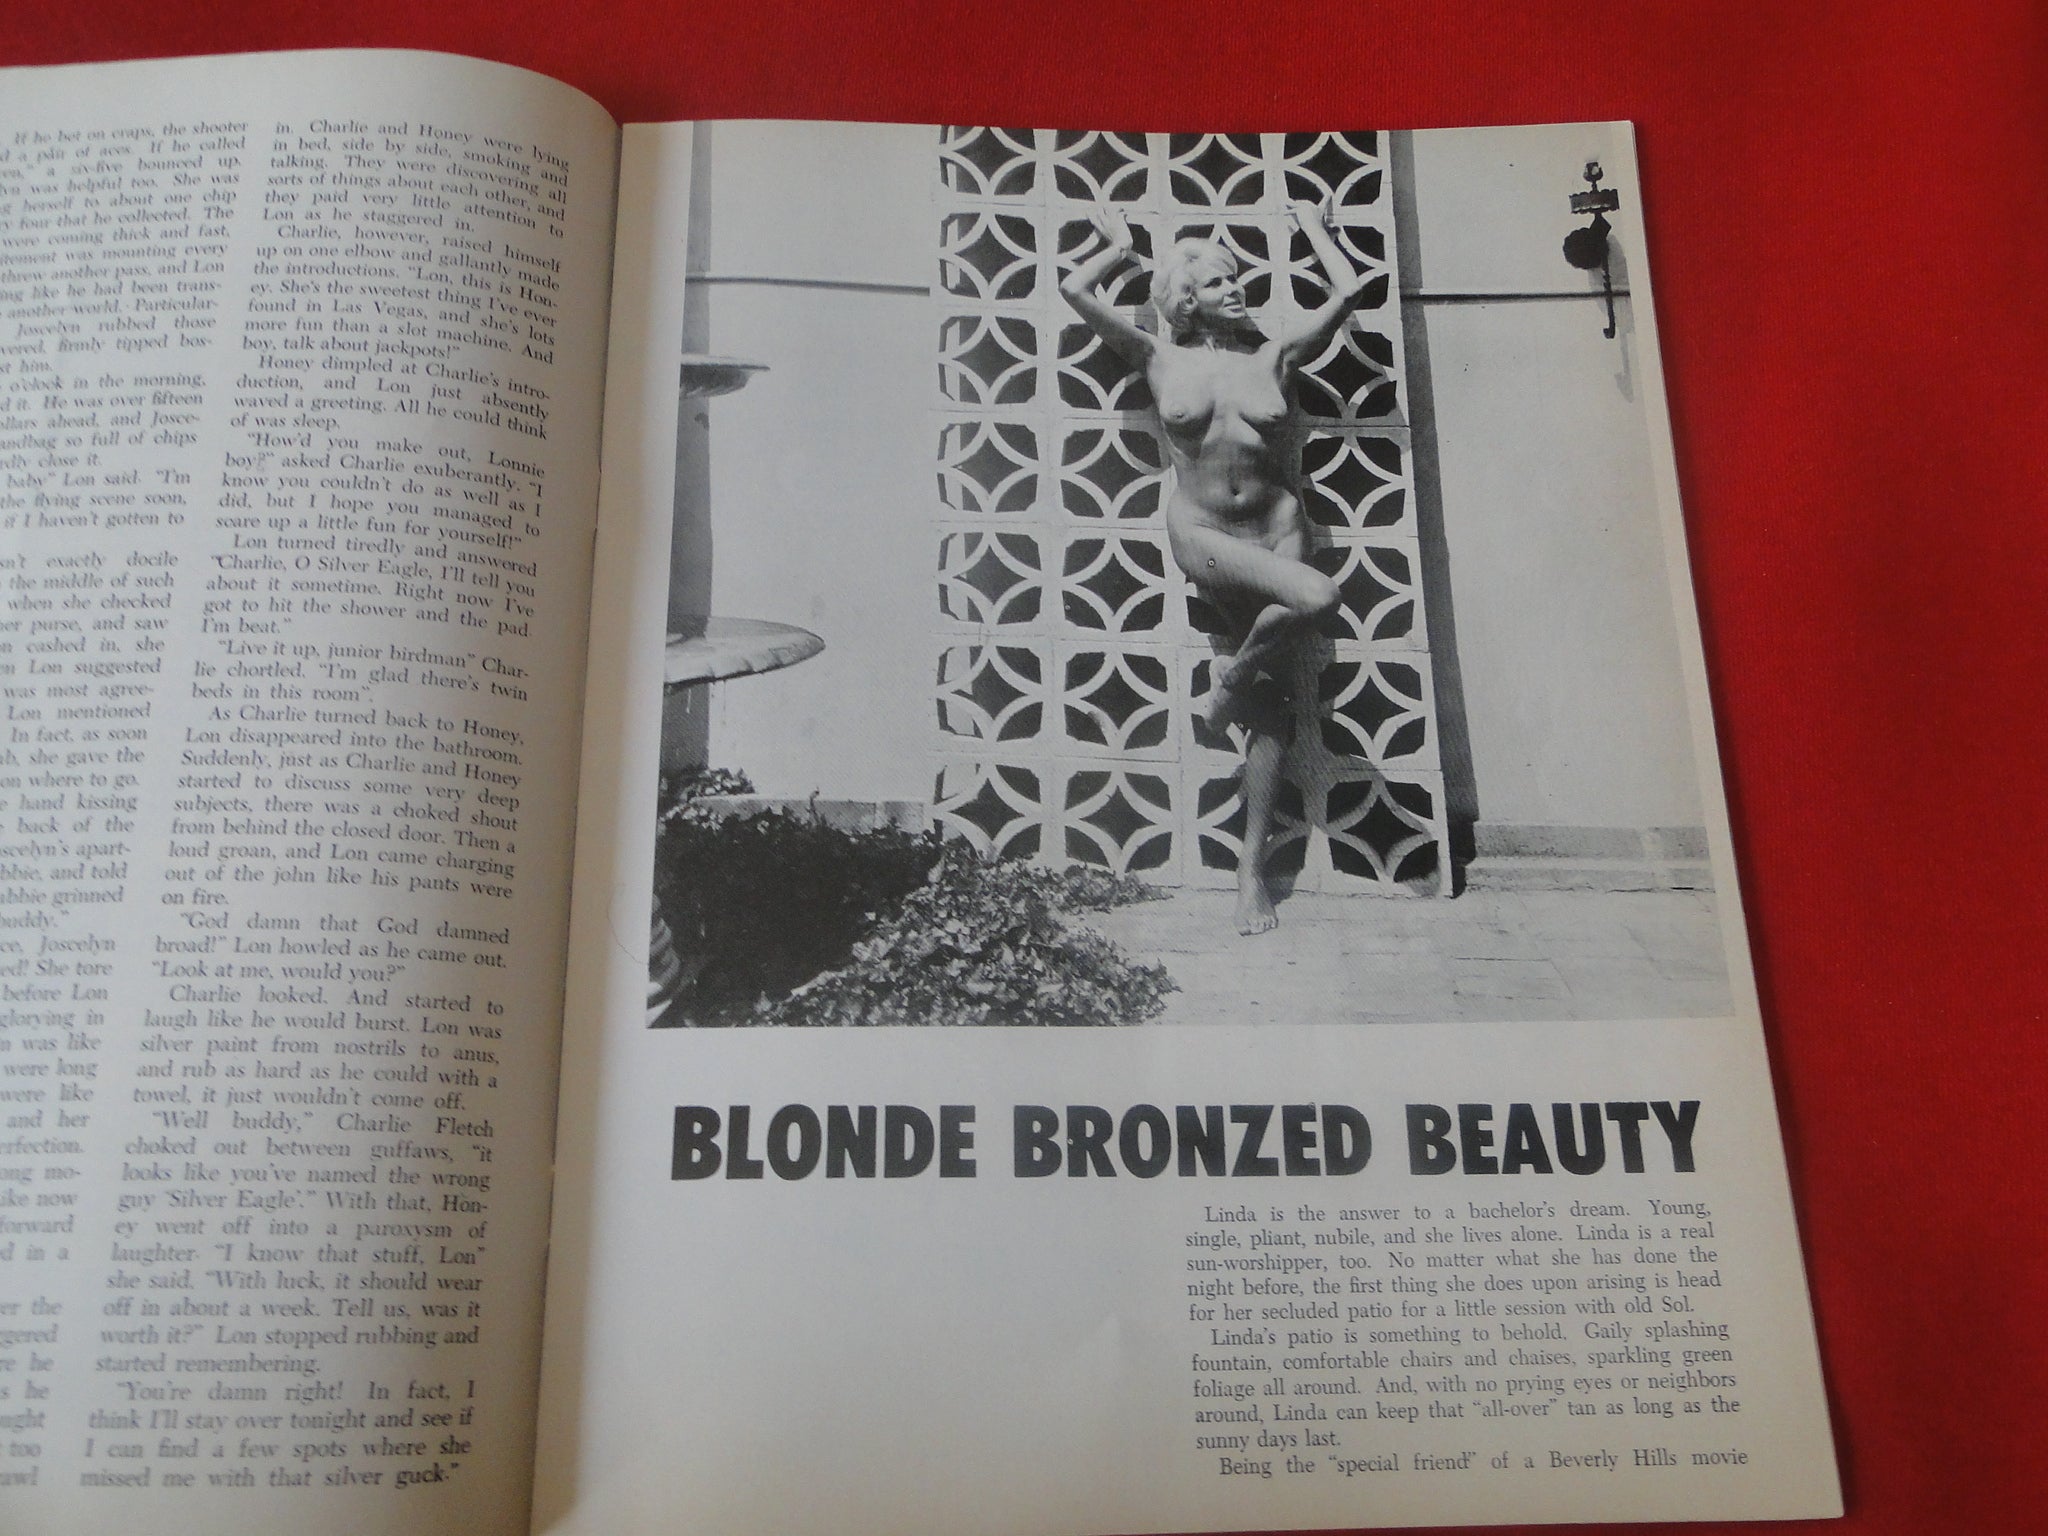 If he bet on craps, the shooter
a pair of aces. If he called
a six-five bounced up.
was helpful too. She was
herself to about one chip
four that he collected. The
were coming thick and fast,
was mounting every
threw another pass, and Lon
like he had been trans-
another world. Particular-
Joscelyn rubbed those
firmly tipped bos-
him.
o'clock in the morning,
it. He was over fifteen
ahead, and Josce-
so full of chips
close it.
baby" Lon said. "I'm
the flying scene soon,
if I haven't gotten to
exactly docile
the middle of such
when she checked
purse, and saw
cashed in, she
Lon suggested
was most agree-
Lon mentioned
In fact, as soon
she gave the
where to go.
hand kissing
back of the
apart-
and told
grinned
buddy."
Joscelyn
She tore
before Lon
glorying in
was like
were long
were like
and her
mo-
like now
forward
in a
the
he
he
too
in. Charlie and Honey were lying
in bed, side by side, smoking and
talking. They were discovering all
sorts of things about each other, and
they paid very little attention to
Lon as he staggered in.
Charlie, however, raised himself
up on one elbow and gallantly made
the introductions. "Lon, this is Hon-
ey. She's the sweetest thing I've ever
found in Las Vegas, and she's lots
more fun than a slot machine. And
boy, talk about jackpots!"
Honey dimpled at Charlie's intro-
duction, and Lon just absently
waved a greeting. All he could think
of was sleep.
"How'd you make out, Lonnie
boy?" asked Charlie exuberantly. "I
know you couldn't do as well as I
did, but I hope you managed to
scare up a little fun for yourself!"
Lon turned tiredly and answered
"Charlie, O Silver Eagle, I'll tell you
about it sometime. Right now I've
got to hit the shower and the pad.
I'm beat."
"Live it up, junior birdman" Char-
lie chortled. "I'm glad there's twin
beds in this room".
As Charlie turned back to Honey,
Lon disappeared into the bathroom.
Suddenly, just as Charlie and Honey
started to discuss some very deep
subjects, there was a choked shout
from behind the closed door. Then a
loud groan, and Lon came charging
out of the john like his pants were
on fire.
"God damn that God damned
broad!" Lon howled as he came out.
"Look at me, would you?"
Charlie looked. And started to
laugh like he would burst. Lon was
silver paint from nostrils to anus,
and rub as hard as he could with a
towel, it just wouldn't come off.
"Well buddy," Charlie Fletch
choked out between guffaws, "it
looks like you've named the wrong
guy 'Silver Eagle'." With that, Hon-
ey went off into a paroxysm of
laughter. "I know that stuff, Lon"
she said. "With luck, it should wear
off in about a week. Tell us, was it
worth it?" Lon stopped rubbing and
started remembering.
"You're damn right! In fact, I
think I'll stay over tonight and see if
I can find a few spots where she
missed me with that silver guck."
BLONDE BRONZED BEAUTY
Linda is the answer to a bachelor's dream. Young,
single, pliant, nubile, and she lives alone. Linda is a real
sun-worshipper, too. No matter what she has done the
night before, the first thing she does upon arising is head
for her secluded patio for a little session with old Sol.
Linda's patio is something to behold. Gaily splashing
fountain, comfortable chairs and chaises, sparkling green
foliage all around. And, with no prying eyes or neighbors
around, Linda can keep that "all-over" tan as long as the
sunny days last.
Being the "special friend" of a Beverly Hills movie